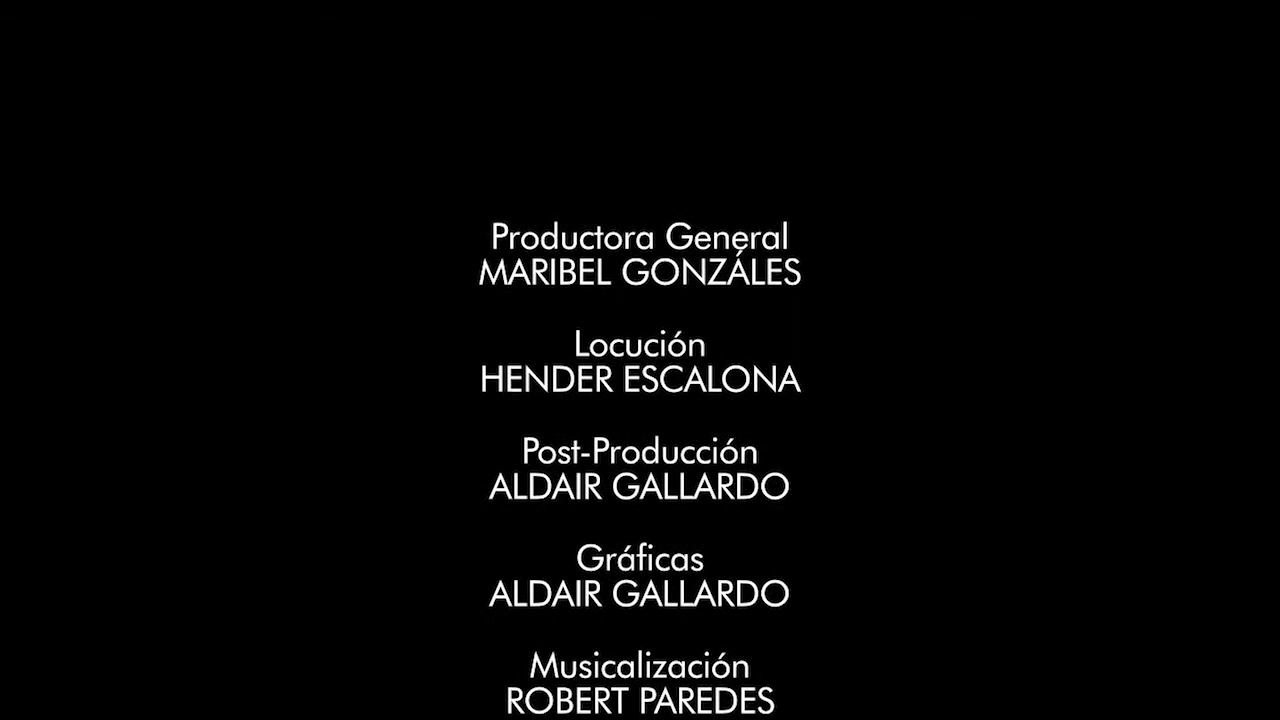 Productora General
MARIBEL GONZÁLES
Locución
HENDER ESCALONA
Post-Producción
ALDAIR GALLARDO
Gráficas
ALDAIR GALLARDO
Musicalización
ROBERT PAREDES